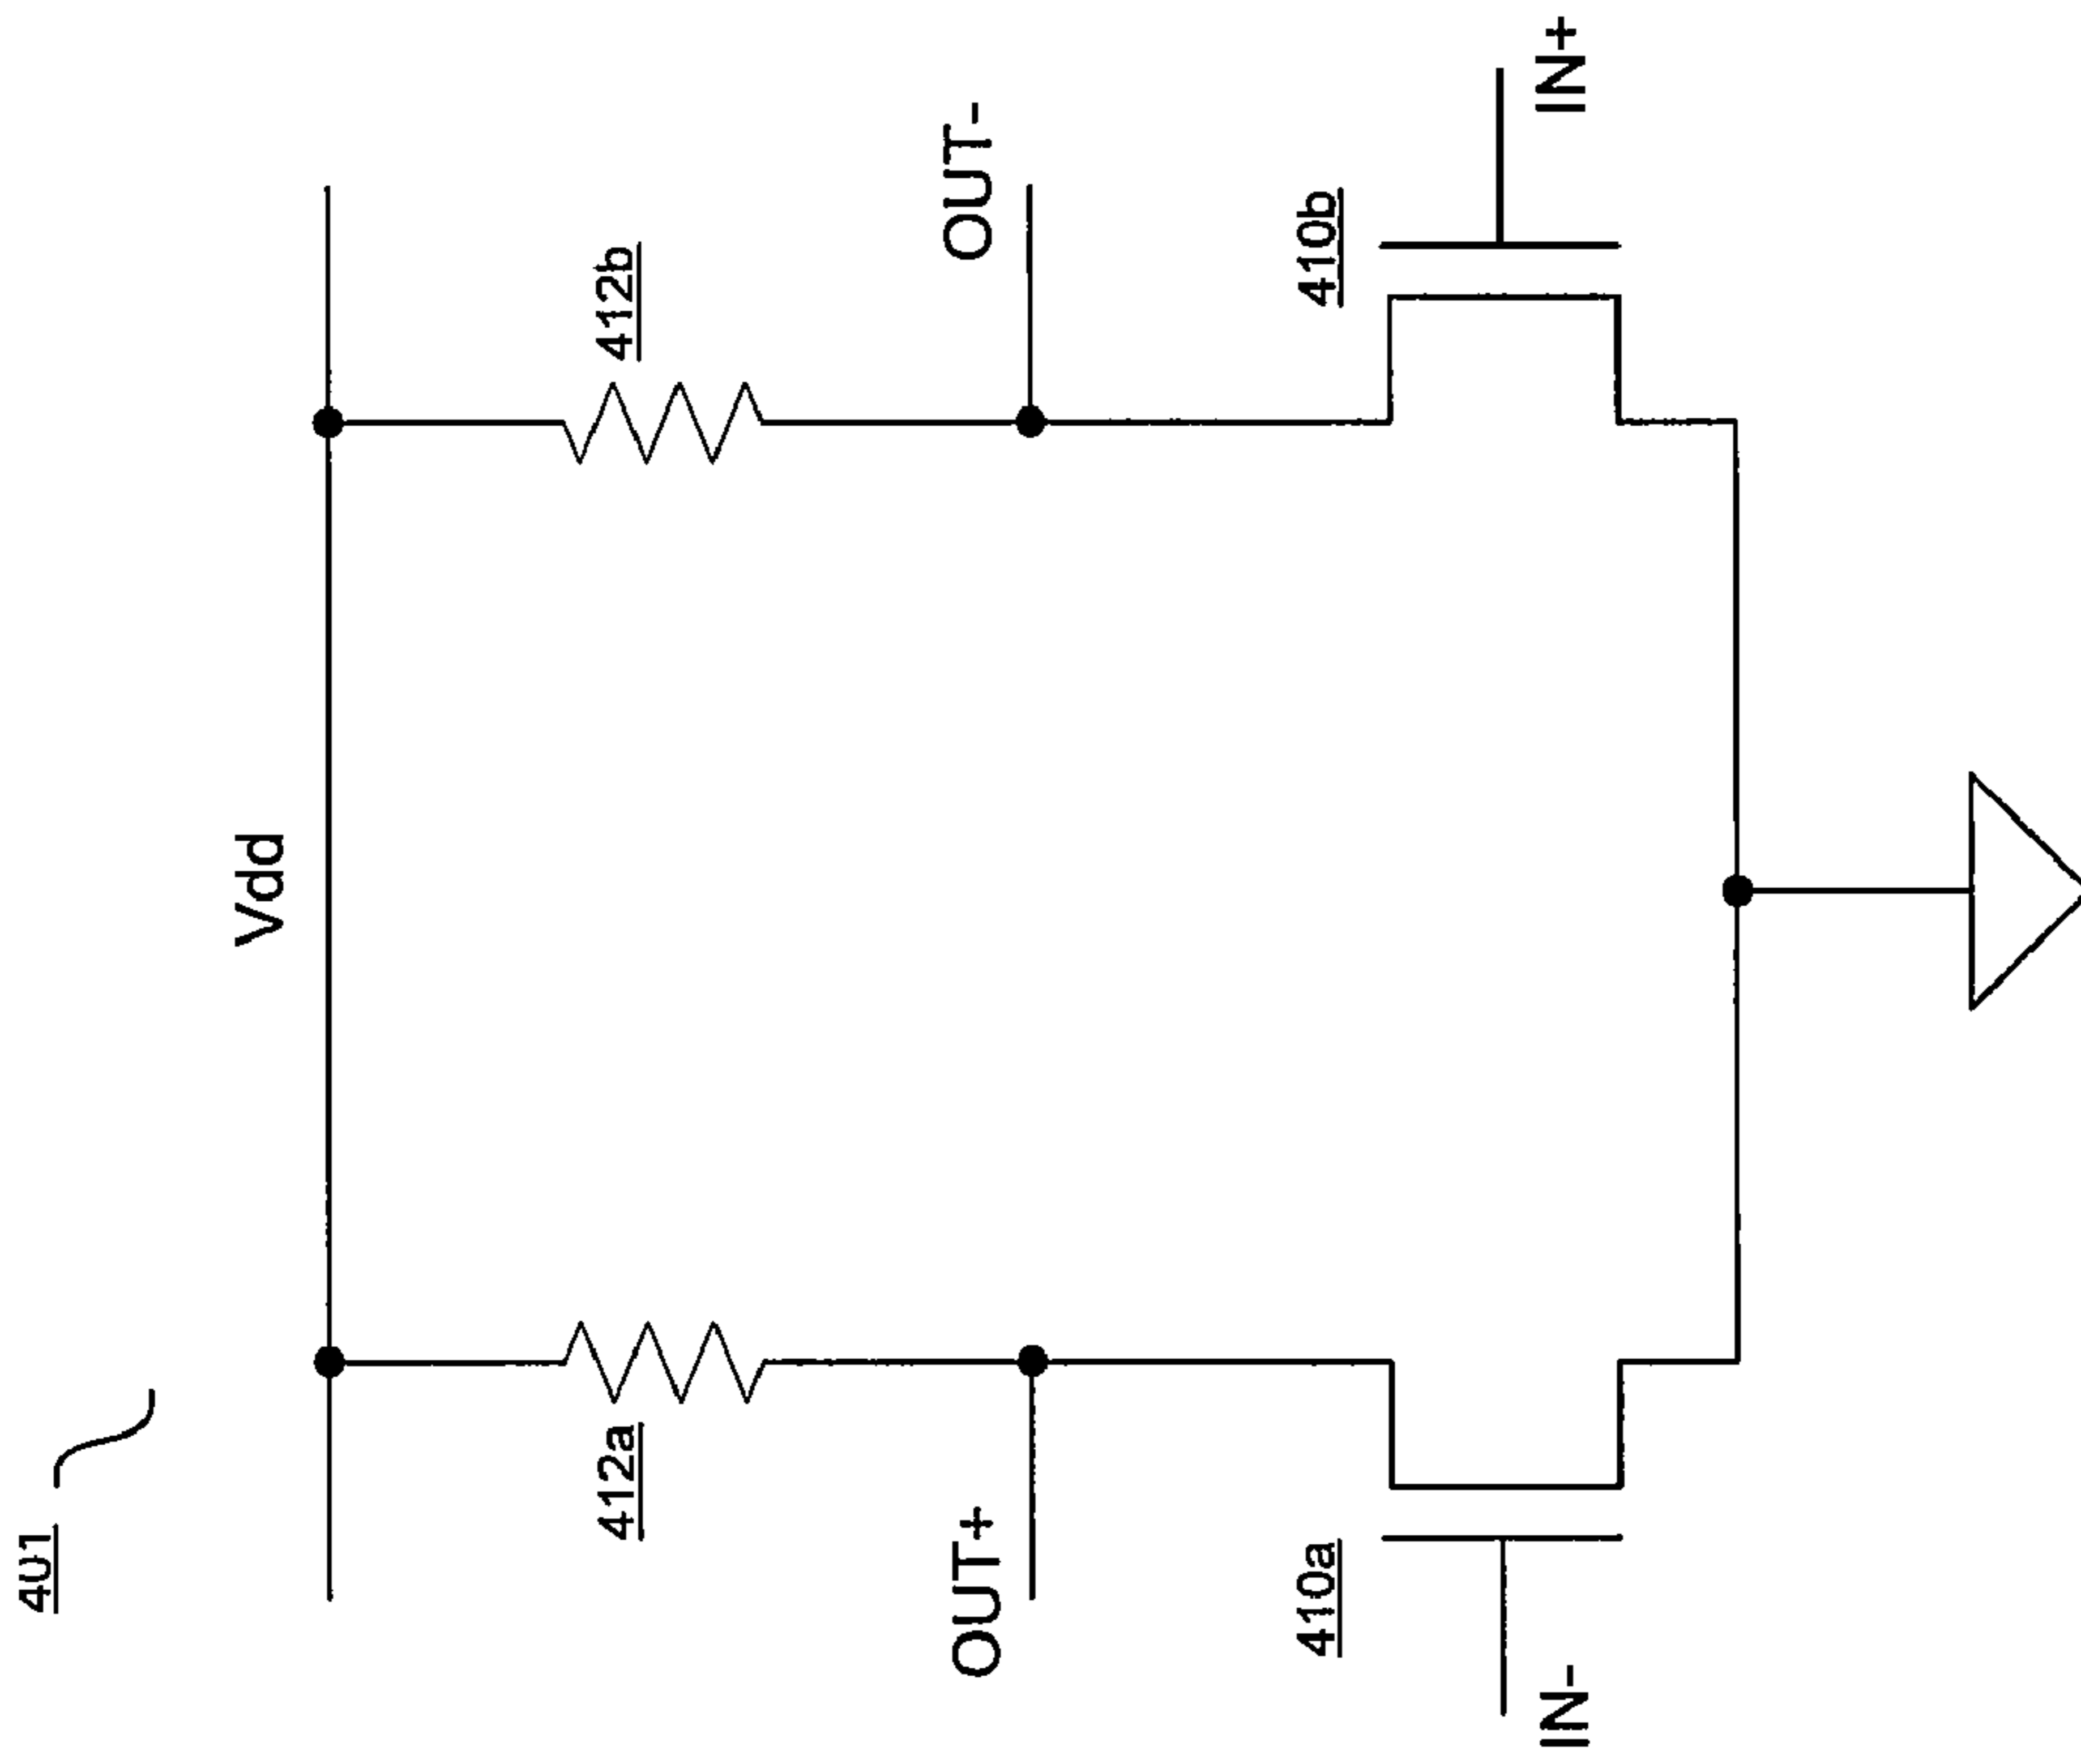 401
Vdd
412a
412b
OUT+
OUT-
410a
410b
IN-
IN+